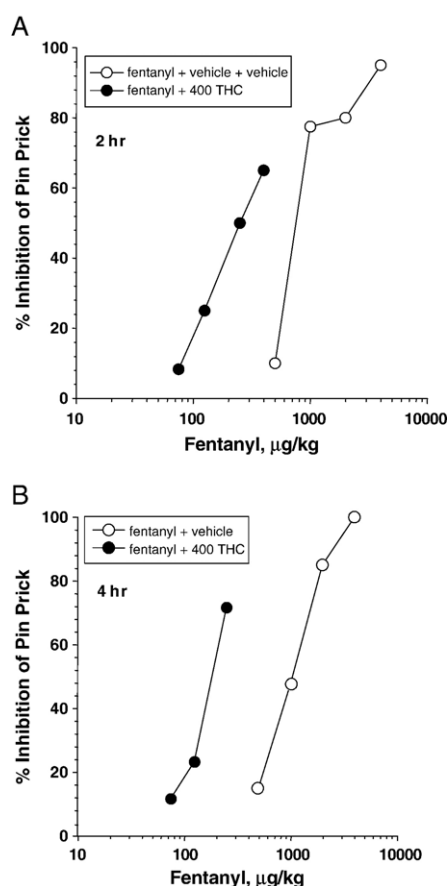 A
100
fentanyl + vehicle + vehicle
fentanyl + 400 THC
80
2 hr
60
% Inhibition of Pin Prick
40
20
0
10 100 1000 10000
Fentanyl, μg/kg
B
100
fentanyl + vehicle
fentanyl + 400 THC
80
4 hr
60
% Inhibition of Pin Prick
40
20
0
10 100 1000 10000
Fentanyl, μg/kg